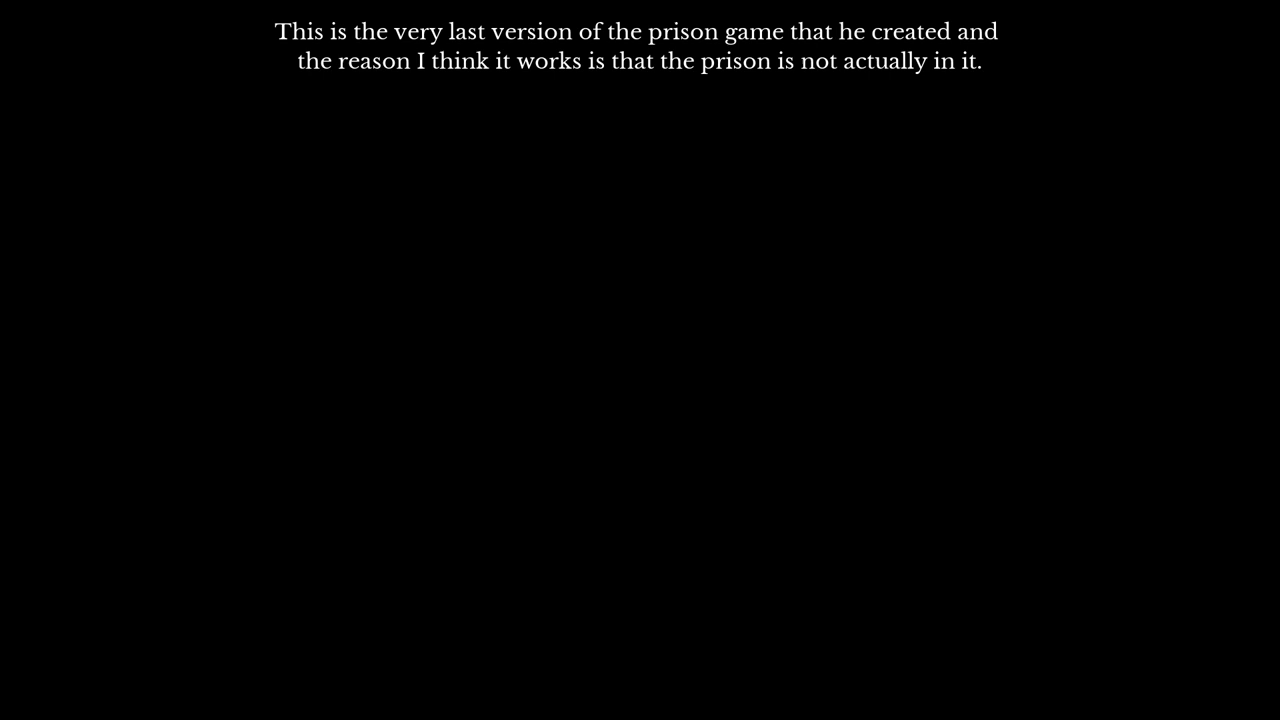 This is the very last version of the prison game that he created and
the reason I think it works is that the prison is not actually in it.